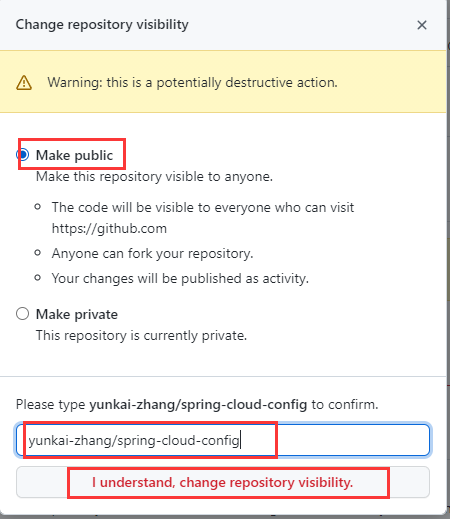 Change repository visibility
Warning: this is a potentially destructive action.
Make public
Make this repository visible to anyone.
The code will be visible to everyone who can visit
https://github.com
Anyone can fork your repository.
Your changes will be published as activity.
Make private
This repository is currently private.
Please type yunkai-zhang/spring-cloud-config to confirm.
yunkai-zhang/spring-cloud-config
I understand, change repository visibility.